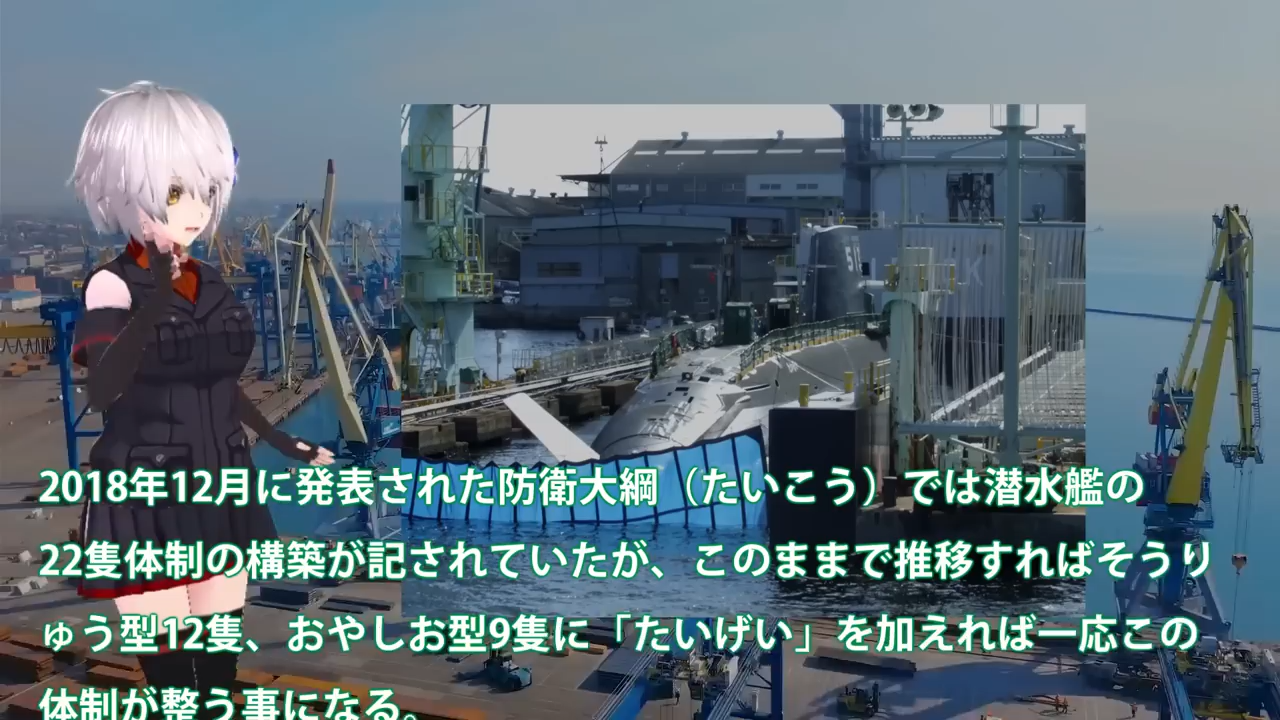 51
2018年12月に発表された防衛大綱（たいこう）では潜水艦の
22隻体制の構築が記されていたが、このままで推移すればそうり
ゅう型12隻、おやしお型9隻に「たいげい」を加えれば一応この
体制が整う事になる。